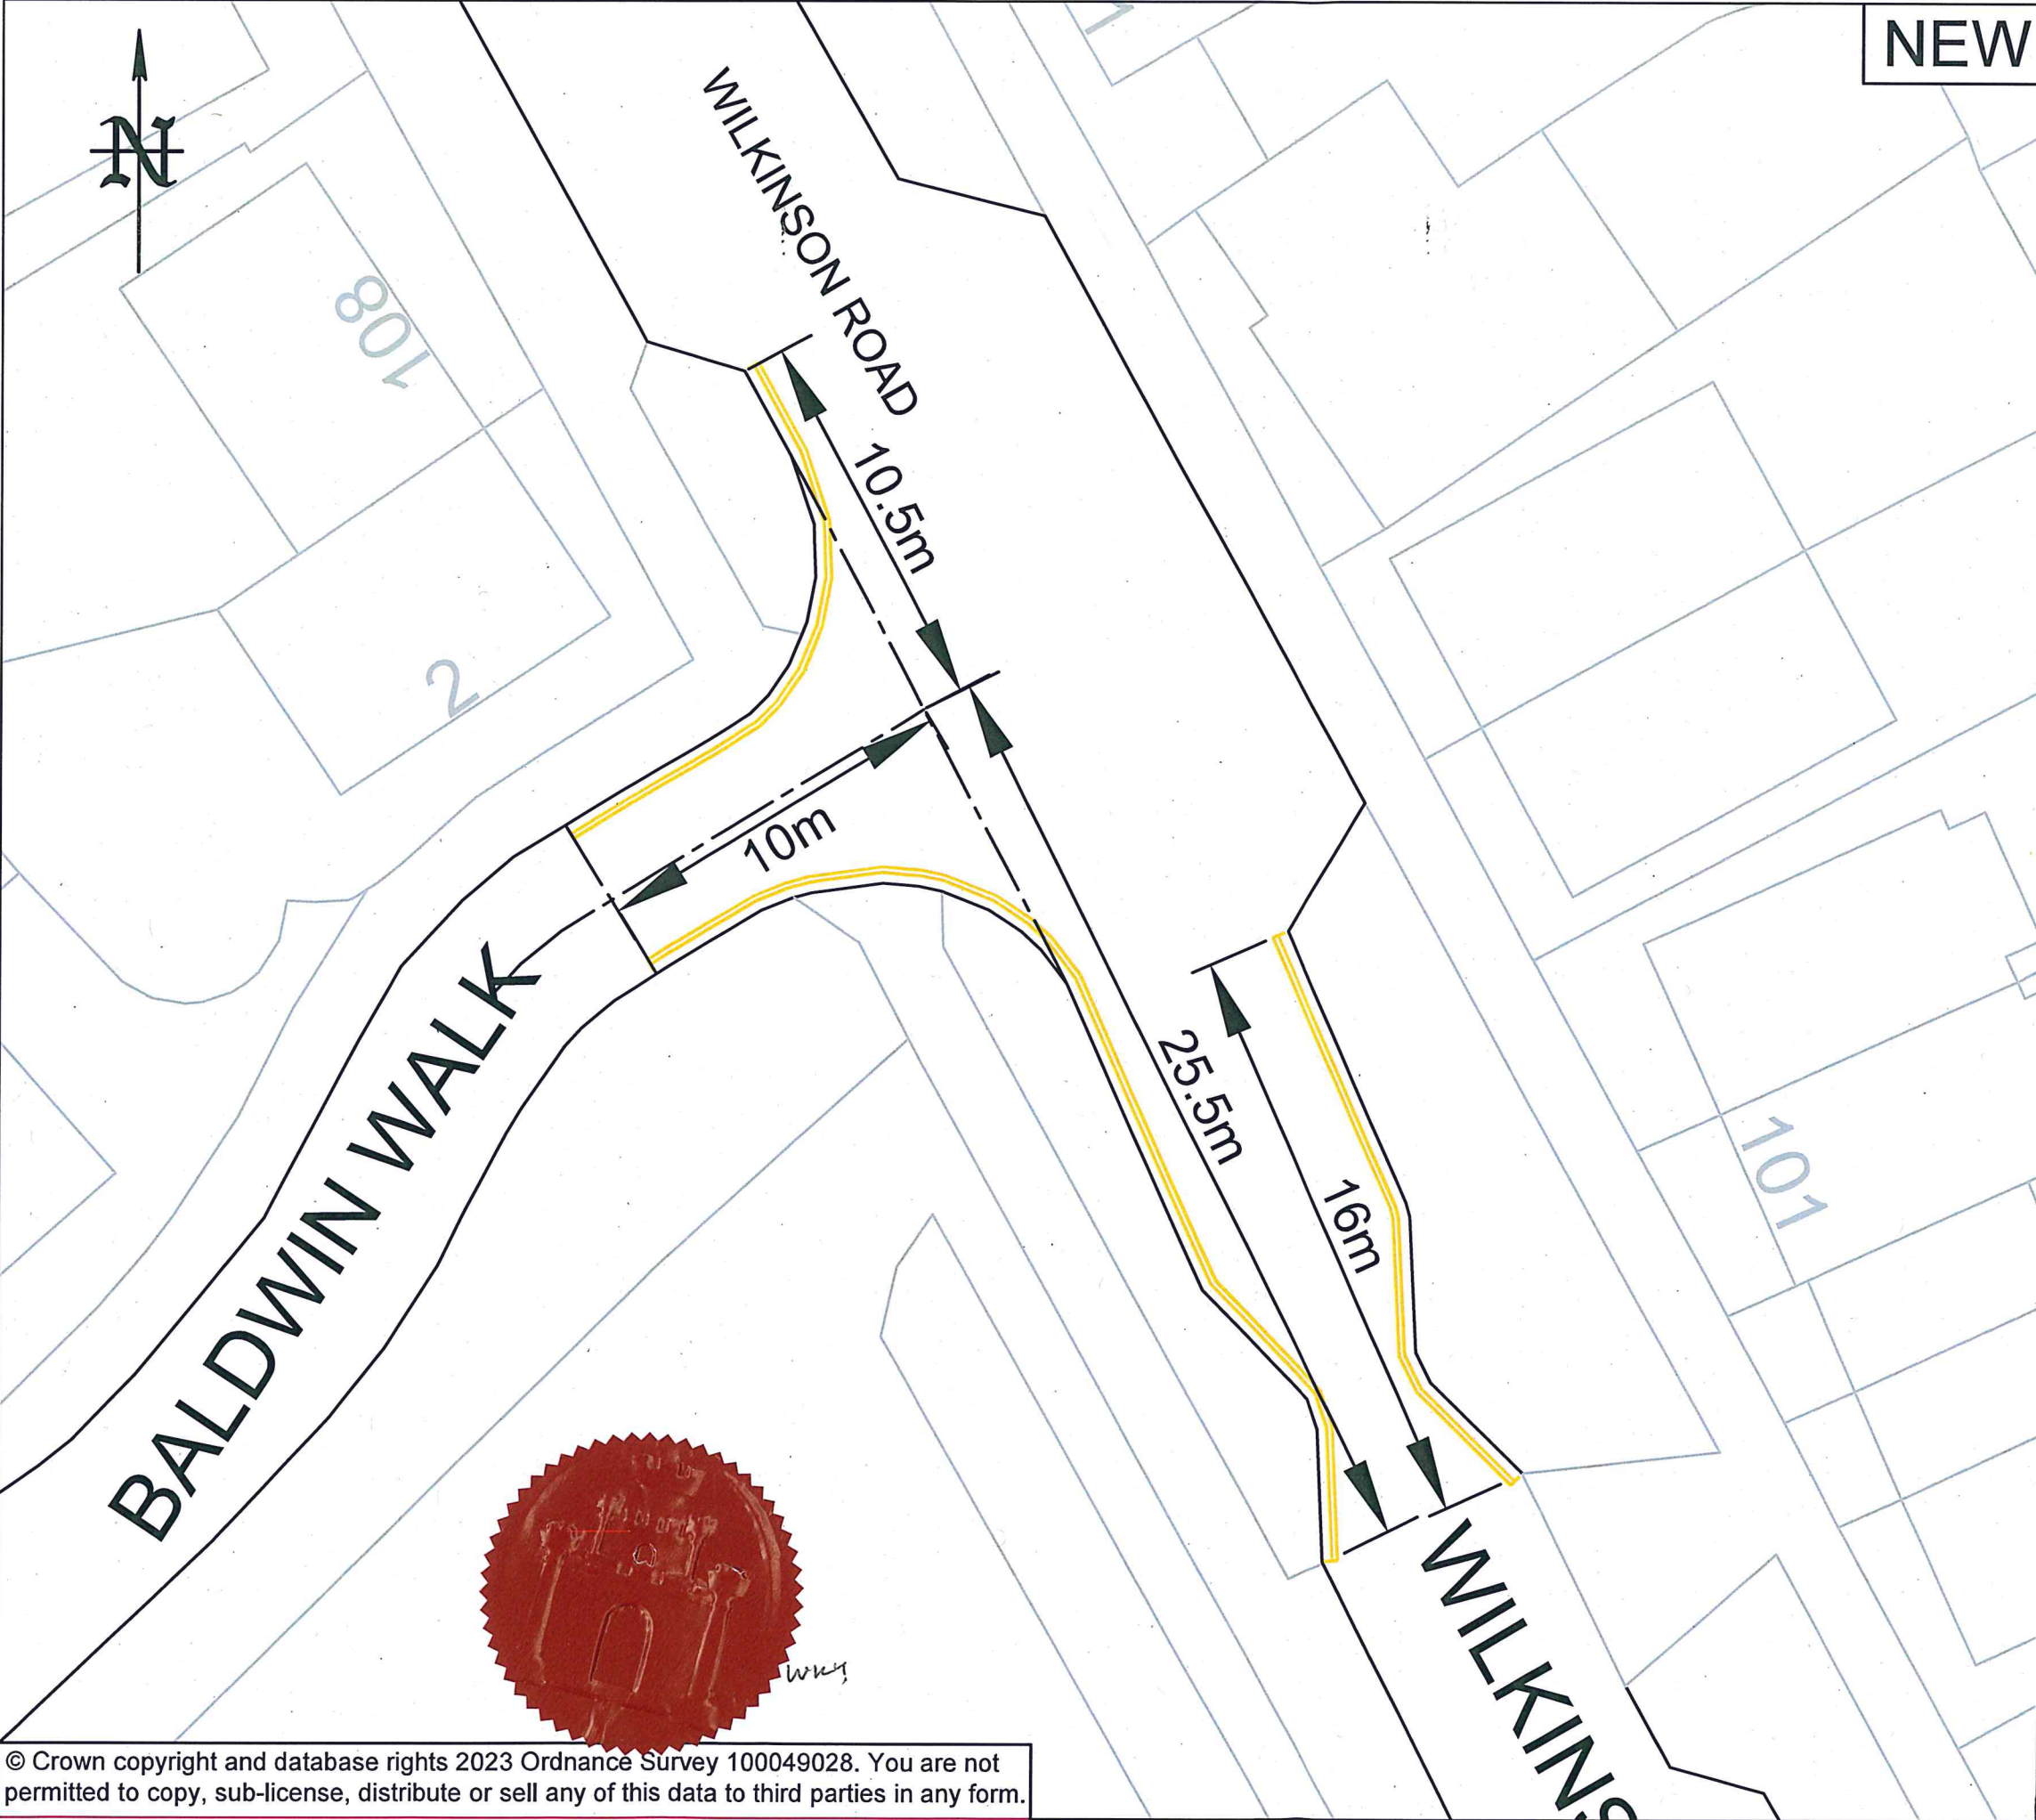 NEW
N
WILKINSON ROAD
108
10.5m
2
10m
BALDWIN WALK
25.5m
16m
101
WILKINS
© Crown copyright and database rights 2023 Ordnance Survey 100049028. You are not
permitted to copy, sub-license, distribute or sell any of this data to third parties in any form.